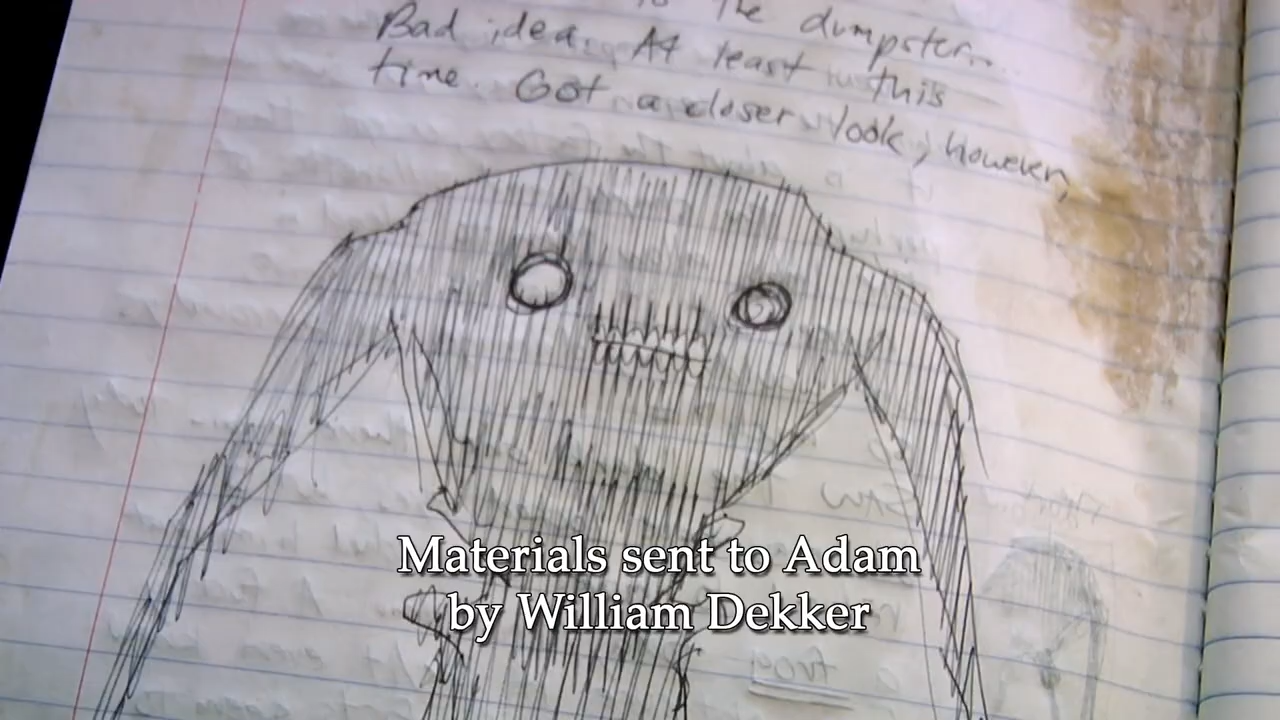 to the dumpster.
Bad idea. At least this
time. Got a closer look, however,
Materials sent to Adam
by William Dekker